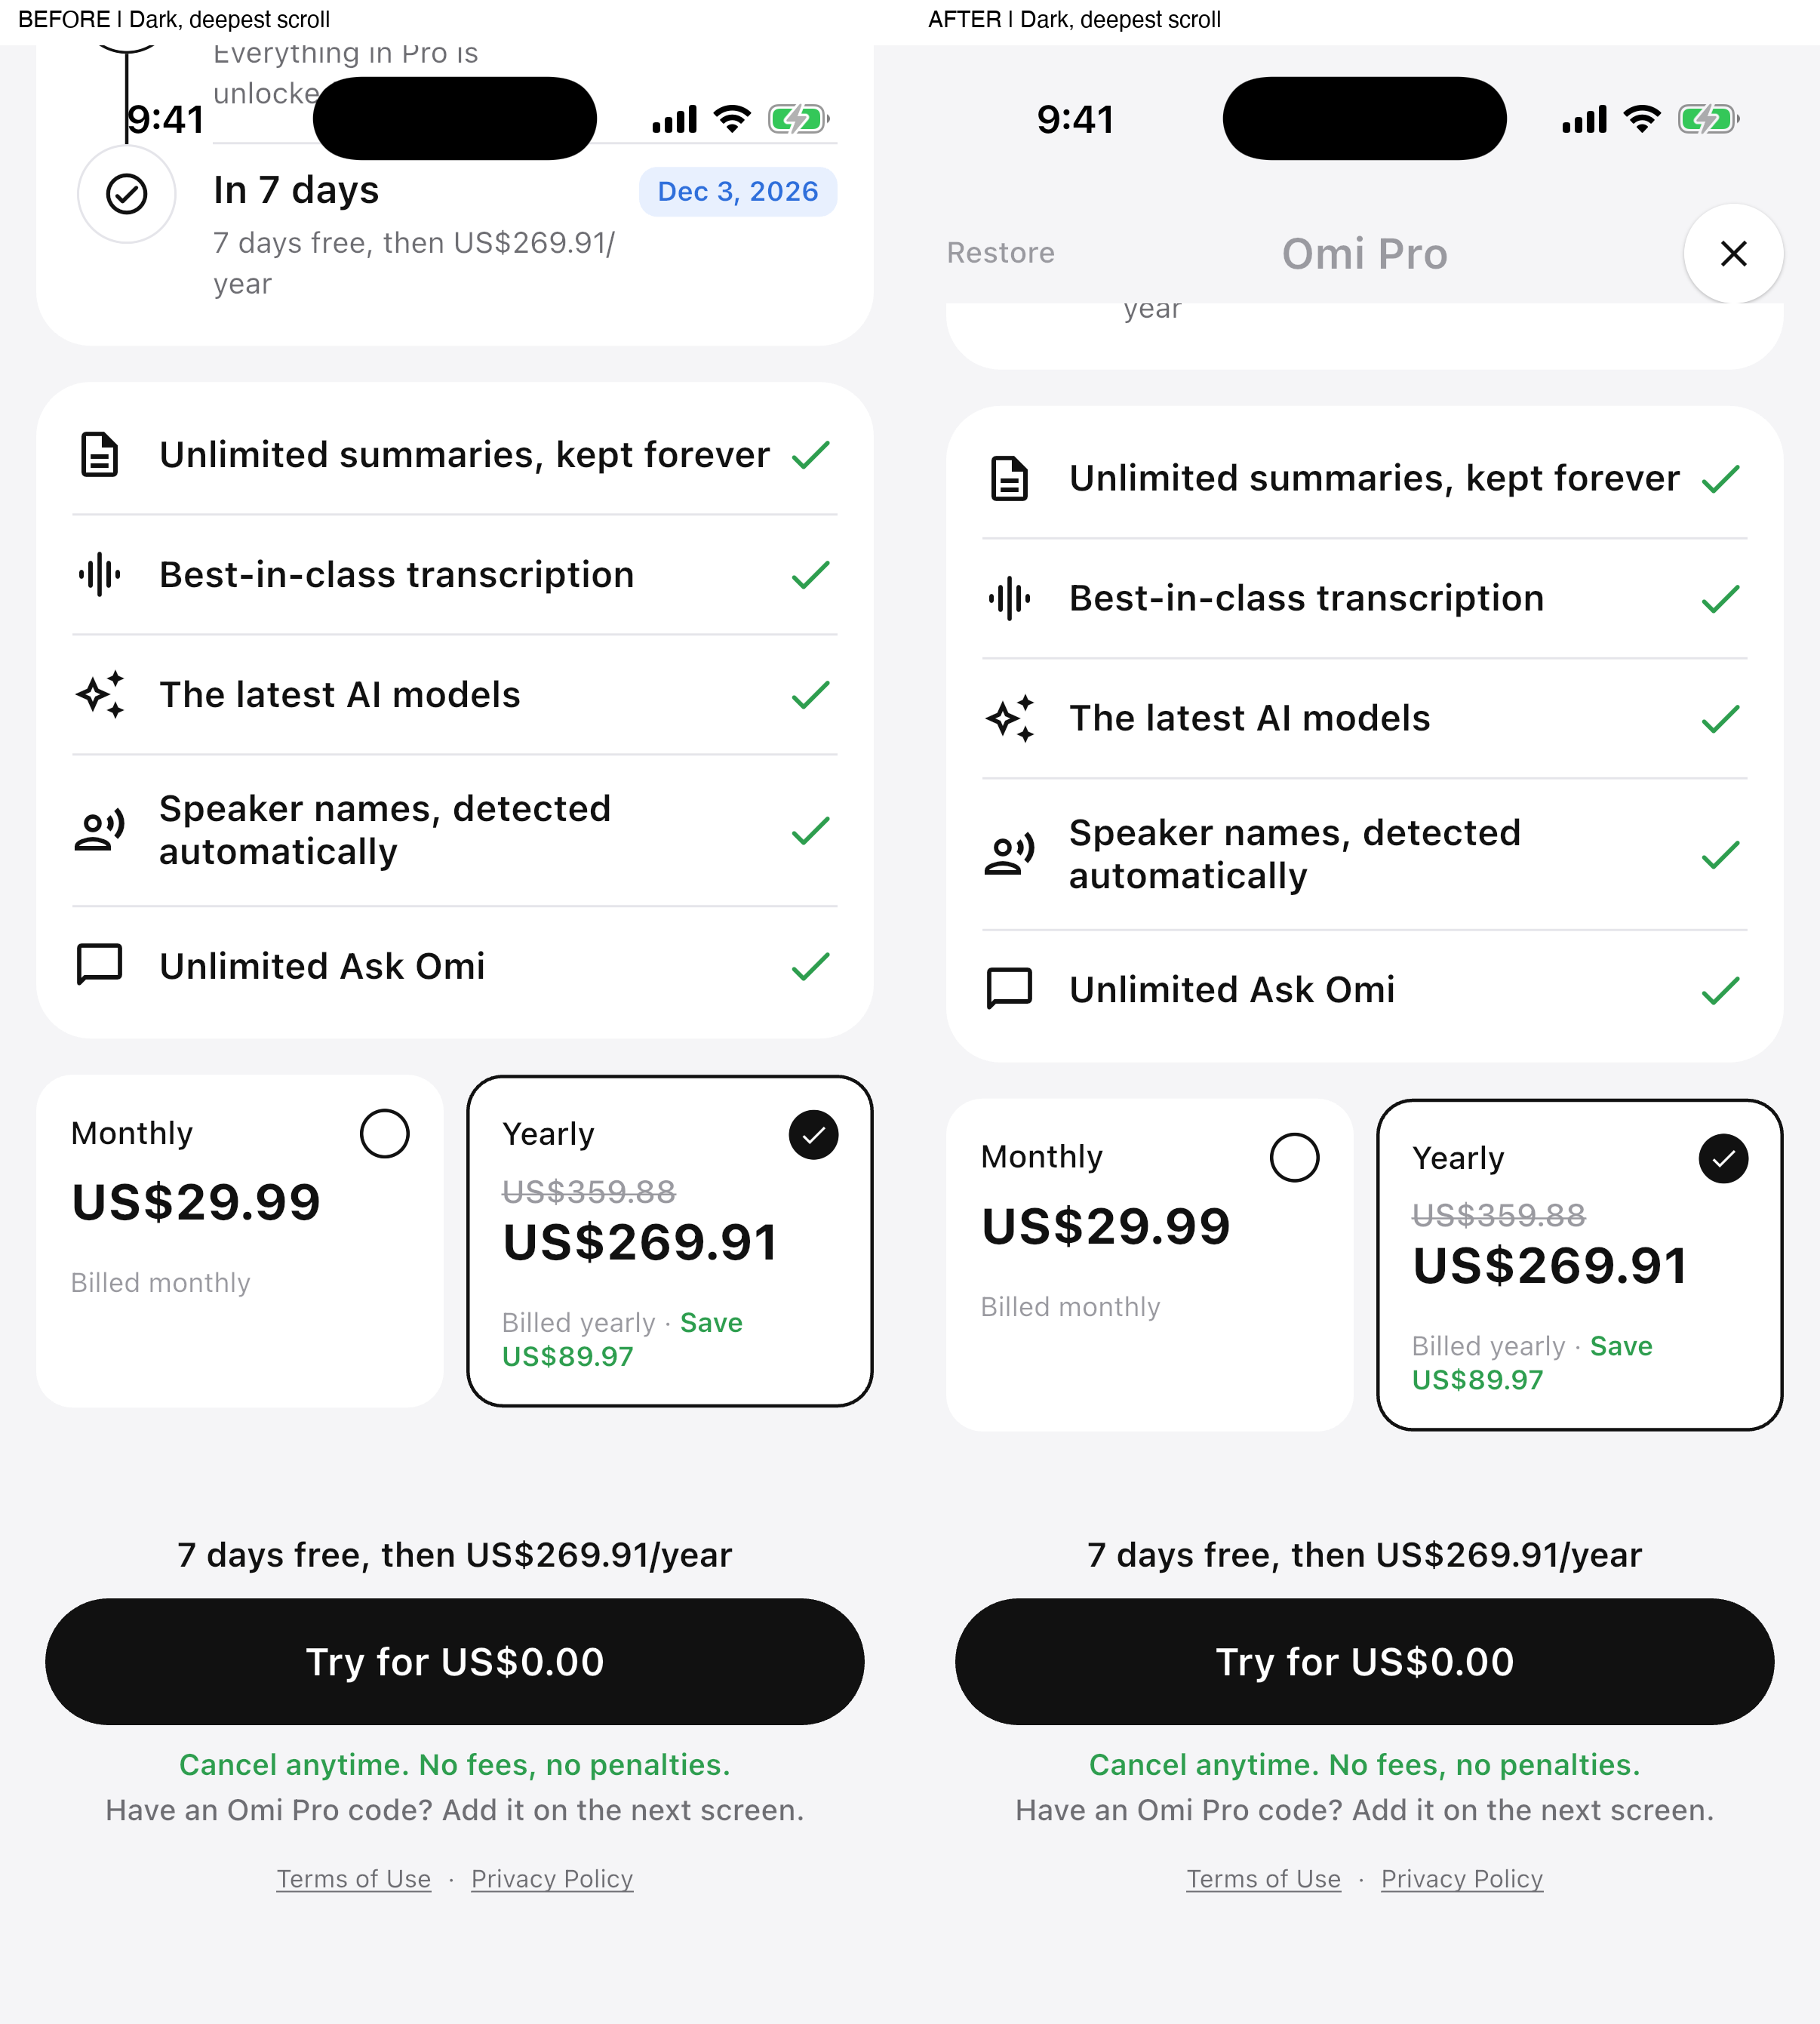 BEFORE | Dark, deepest scroll
Everything in Pro is
unlocke
9:41
In 7 days
Dec 3, 2026
7 days free, then US$269.91/
year
Unlimited summaries, kept forever
Best-in-class transcription
The latest AI models
Speaker names, detected
automatically
Unlimited Ask Omi
Monthly
US$29.99
Billed monthly
Yearly
US$359.88
US$269.91
Billed yearly · Save
US$89.97
7 days free, then US$269.91/year
Try for US$0.00
Cancel anytime. No fees, no penalties.
Have an Omi Pro code? Add it on the next screen.
Terms of Use · Privacy Policy
AFTER | Dark, deepest scroll
9:41
Restore
Omi Pro
year
Unlimited summaries, kept forever
Best-in-class transcription
The latest AI models
Speaker names, detected
automatically
Unlimited Ask Omi
Monthly
US$29.99
Billed monthly
Yearly
US$359.88
US$269.91
Billed yearly · Save
US$89.97
7 days free, then US$269.91/year
Try for US$0.00
Cancel anytime. No fees, no penalties.
Have an Omi Pro code? Add it on the next screen.
Terms of Use · Privacy Policy